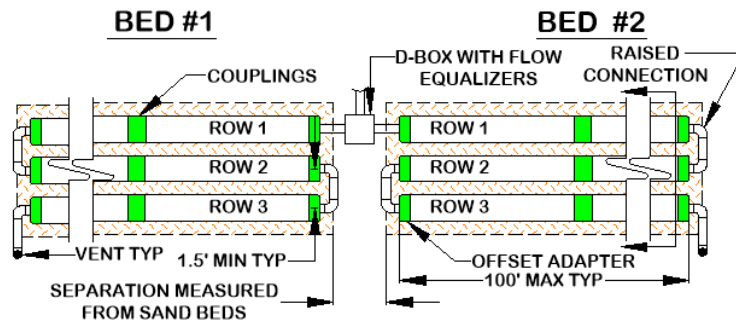 BED #1
BED #2
COUPLINGS
D-BOX WITH FLOW
EQUALIZERS
RAISED
CONNECTION
ROW 1
ROW 1
ROW 2
ROW 2
ROW 3
ROW 3
VENT TYP
1.5' MIN TYP
OFFSET ADAPTER
100' MAX TYP
SEPARATION MEASURED
FROM SAND BEDS